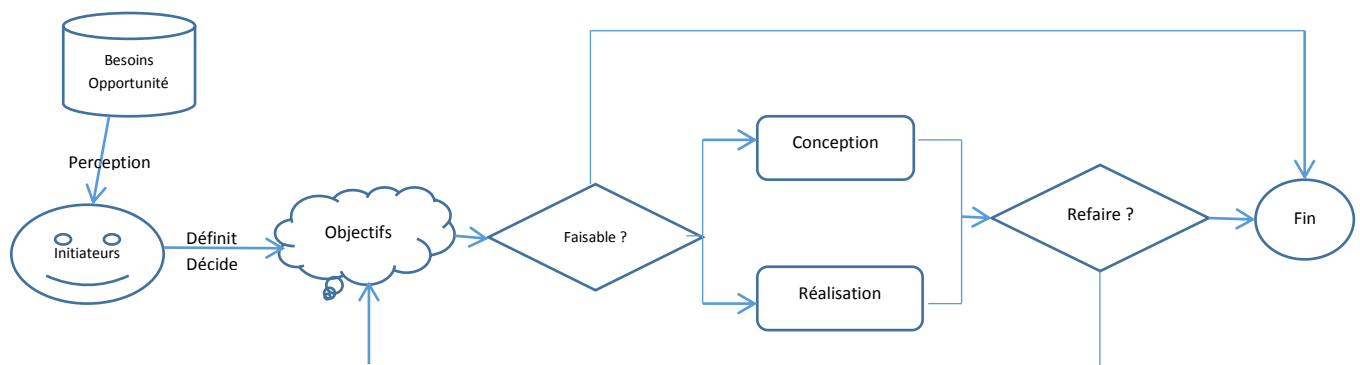 Besoins
Opportunité
Perception
Initiateurs
Définit
Décide
Objectifs
Faisable ?
Conception
Réalisation
Refaire ?
Fin